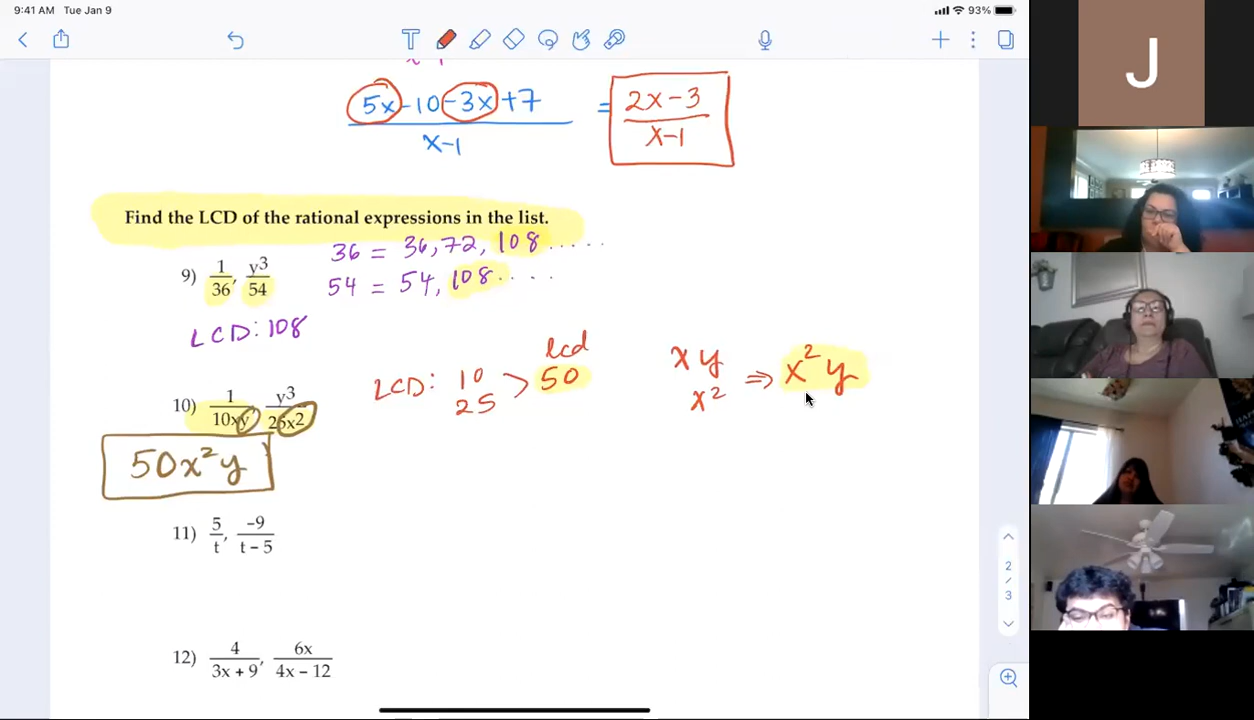 9:41 AM Tue Jan 9
93%
5x -10 -3x +7
x-1
= 2x-3
x-1
Find the LCD of the rational expressions in the list.
9) 1/36, y3/54
36 = 36, 72, 108 .....
54 = 54, 108 ....
LCD: 108
10) 1/10xy, y3/25x2
LCD: 10
25 > 50
lcd
xy
x² ⇒ x²y
50x²y
11) 5/t, -9/t - 5
12) 4/3x + 9, 6x/4x - 12
2
/
3
J
T